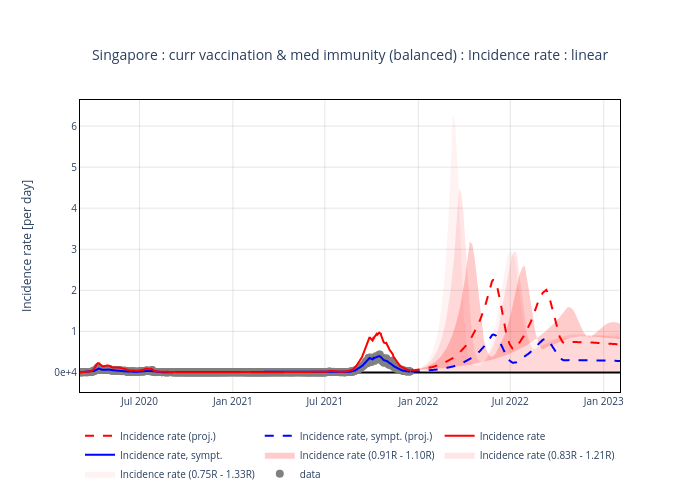 Singapore : curr vaccination & med immunity (balanced) : Incidence rate : linear
Incidence rate [per day]
6
5
4
3
2
1
0e+4
Jul 2020 Jan 2021 Jul 2021 Jan 2022 Jul 2022 Jan 2023
Incidence rate (proj.) Incidence rate, sympt. (proj.) Incidence rate
Incidence rate, sympt. Incidence rate (0.91R - 1.10R) Incidence rate (0.83R - 1.21R)
Incidence rate (0.75R - 1.33R) data